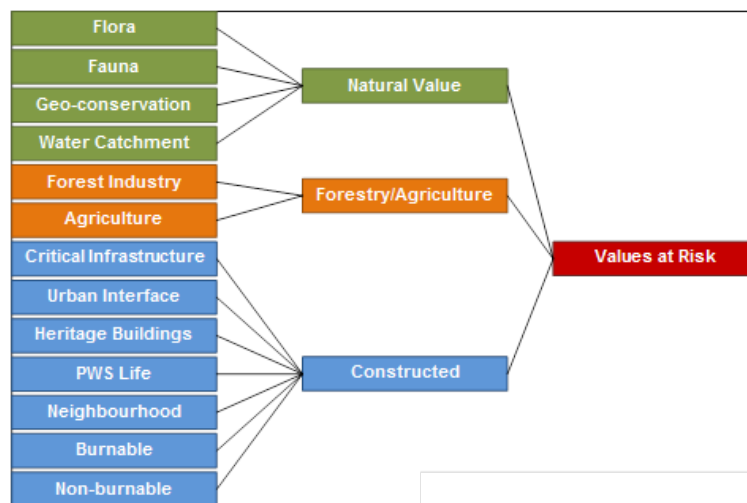 Flora
Fauna
Geo-conservation
Water Catchment
Forest Industry
Agriculture
Critical Infrastructure
Urban Interface
Heritage Buildings
PWS Life
Neighbourhood
Burnable
Non-burnable
Natural Value
Forestry/Agriculture
Constructed
Values at Risk